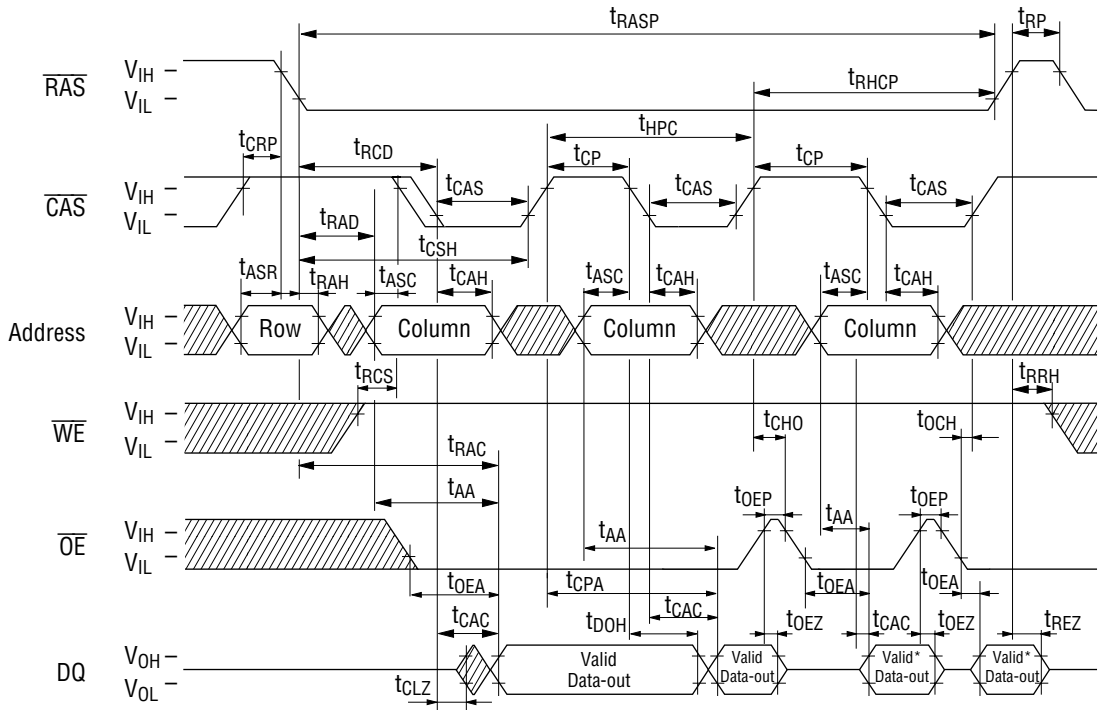 tRASP
tRP
RAS
VIH
VIL
tRHCP
tHPC
tCRP
tRCD
tCP
tCP
CAS
VIH
VIL
tCAS
tCAS
tCAS
tRAD
tCSH
tASR
tRAH
tASC
tCAH
tASC
tCAH
tASC
tCAH
Address
VIH
VIL
Row
Column
Column
Column
tRCS
tRRH
WE
VIH
VIL
tCHO
tOCH
tRAC
tAA
tOEP
tOEP
OE
VIH
VIL
tAA
tAA
tOEA
tCPA
tOEA
tOEA
tCAC
tDOH
tCAC
tOEZ
tCAC
tOEZ
tREZ
DQ
VOH
VOL
Valid
Data-out
Valid
Data-out
Valid*
Data-out
Valid*
Data-out
tCLZ